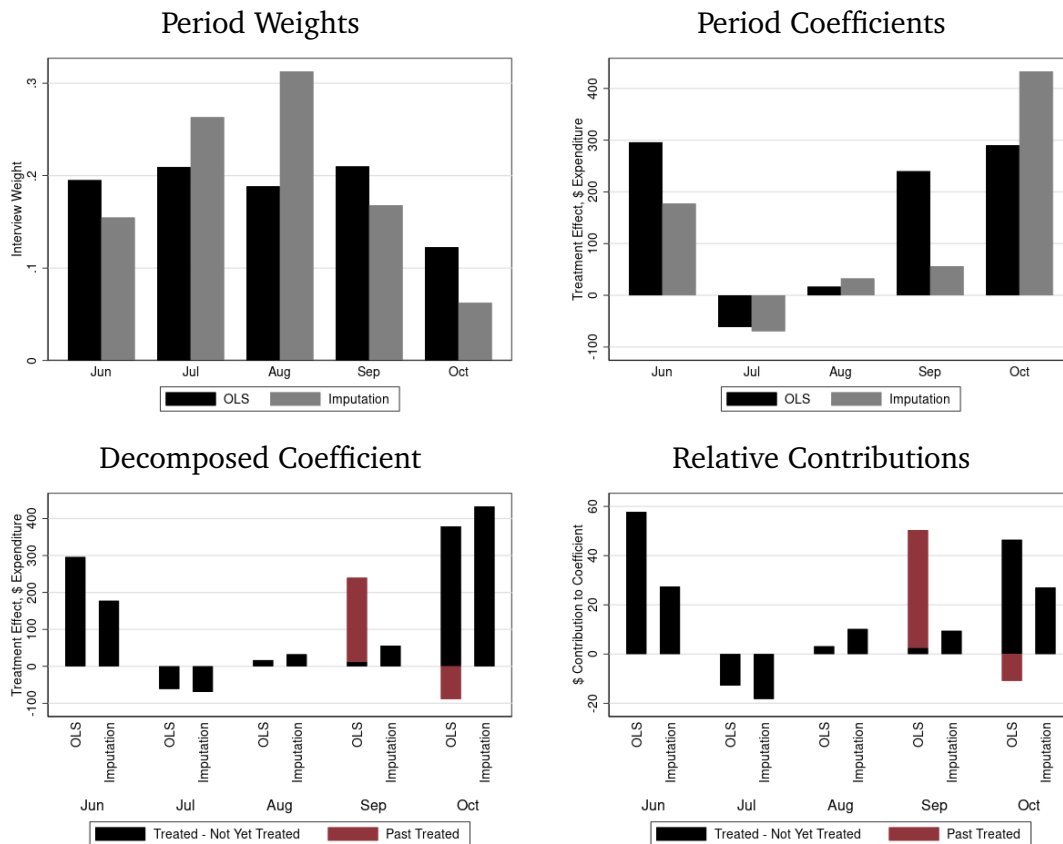 Period Weights
Interview Weight
0 .1 .2 .3
Jun Jul Aug Sep Oct
OLS Imputation
Period Coefficients
Treatment Effect, $ Expenditure
-100 0 100 200 300 400
Jun Jul Aug Sep Oct
OLS Imputation
Decomposed Coefficient
Treatment Effect, $ Expenditure
-100 0 100 200 300 400
OLS Imputation OLS Imputation OLS Imputation OLS Imputation OLS Imputation
Jun Jul Aug Sep Oct
Treated - Not Yet Treated Past Treated
Relative Contributions
$ Contribution to Coefficient
-20 0 20 40 60
OLS Imputation OLS Imputation OLS Imputation OLS Imputation OLS Imputation
Jun Jul Aug Sep Oct
Treated - Not Yet Treated Past Treated